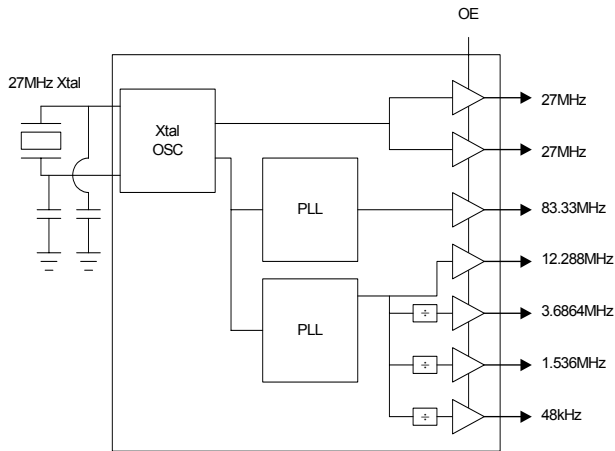 OE
27MHz Xtal
Xtal
OSC
27MHz
27MHz
PLL
83.33MHz
12.288MHz
PLL
÷
3.6864MHz
÷
1.536MHz
÷
48kHz